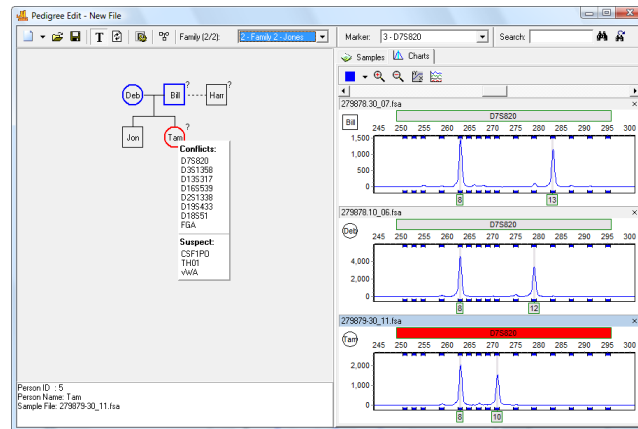 Pedigree Edit - New File
T
Family (2/2):
2 - Family 2 - Jones
Marker:
3 - D7S820
Search:
Samples
Charts
Deb
Bill
?
Harr
?
Jon
Tam
?
Conflicts:
D7S820
D3S1358
D13S317
D16S539
D2S1338
D19S433
D18S51
FGA
Suspect:
CSF1PO
TH01
vWA
Person ID : 5
Person Name: Tam
Sample File: 279879-30_11.fsa
279878.30_07.fsa
Bill
D7S820
245 250 255 260 265 270 275 280 285 290 295 300
1,500
1,000
500
0
8
13
279878.10_06.fsa
Deb
D7S820
245 250 255 260 265 270 275 280 285 290 295 300
4,000
2,000
0
8
12
279879-30_11.fsa
Tam
D7S820
245 250 255 260 265 270 275 280 285 290 295 300
2,000
1,000
0
8
10